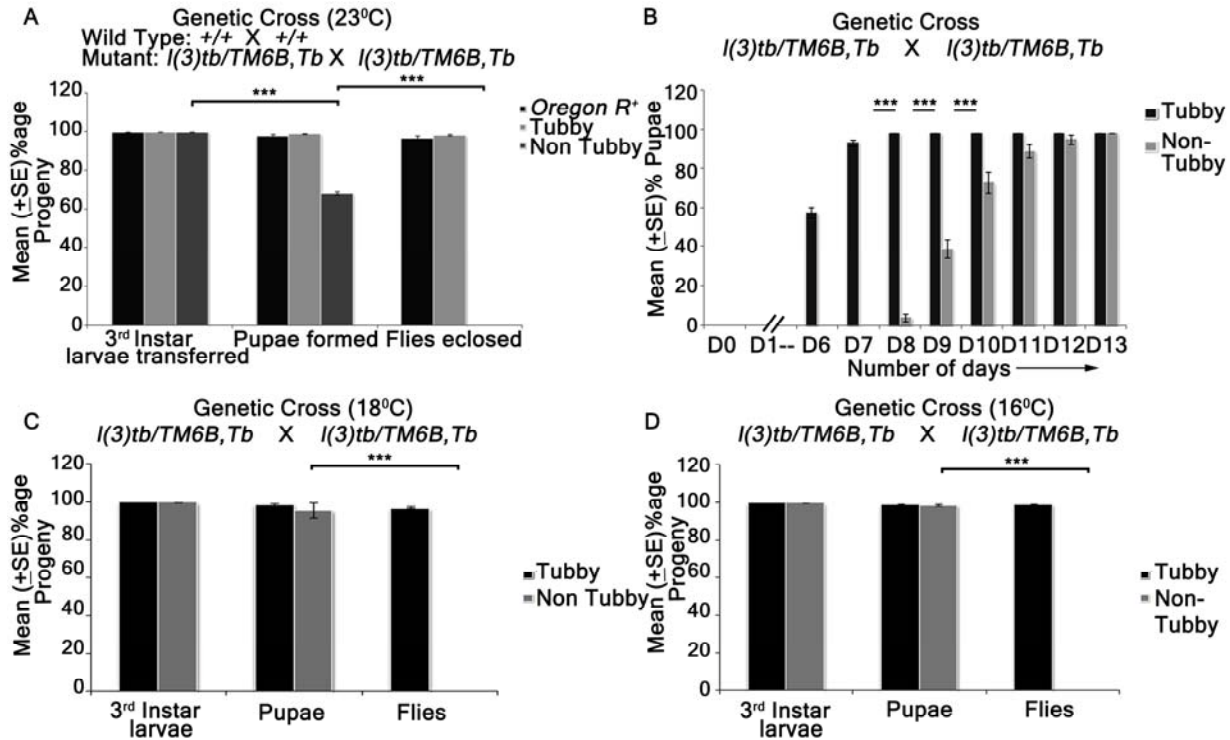 A
Genetic Cross (23⁰C)
Wild Type: +/+ X +/+
Mutant: l(3)tb/TM6B,Tb X l(3)tb/TM6B,Tb
***
***
Mean (±SE)%age
Progeny
120
100
80
60
40
20
0
3rd Instar
larvae transferred
Pupae formed
Flies eclosed
Oregon R⁺
Tubby
Non Tubby
B
Genetic Cross
l(3)tb/TM6B,Tb X l(3)tb/TM6B,Tb
*** *** ***
Mean (±SE)% Pupae
120
100
80
60
40
20
0
D0 D1-- D6 D7 D8 D9 D10 D11 D12 D13
Number of days
Tubby
Non-
Tubby
C
Genetic Cross (18⁰C)
l(3)tb/TM6B,Tb X l(3)tb/TM6B,Tb
***
Mean (±SE)%age
Progeny
120
100
80
60
40
20
0
3rd Instar
larvae
Pupae
Flies
Tubby
Non Tubby
D
Genetic Cross (16⁰C)
l(3)tb/TM6B,Tb X l(3)tb/TM6B,Tb
***
Mean (±SE)%age
Progeny
120
100
80
60
40
20
0
3rd Instar
larvae
Pupae
Flies
Tubby
Non-
Tubby